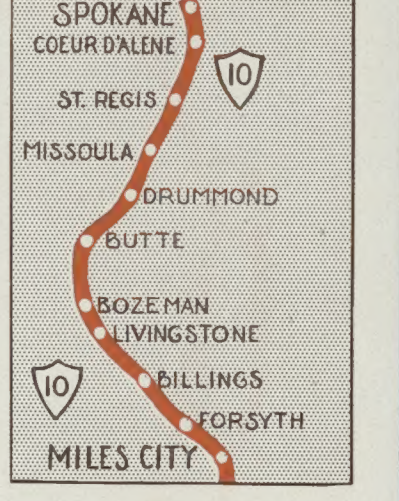 SPOKANE
COEUR D'ALENE
10
ST. REGIS
MISSOULA
DRUMMOND
BUTTE
BOZEMAN
LIVINGSTONE
10
BILLINGS
FORSYTH
MILES CITY